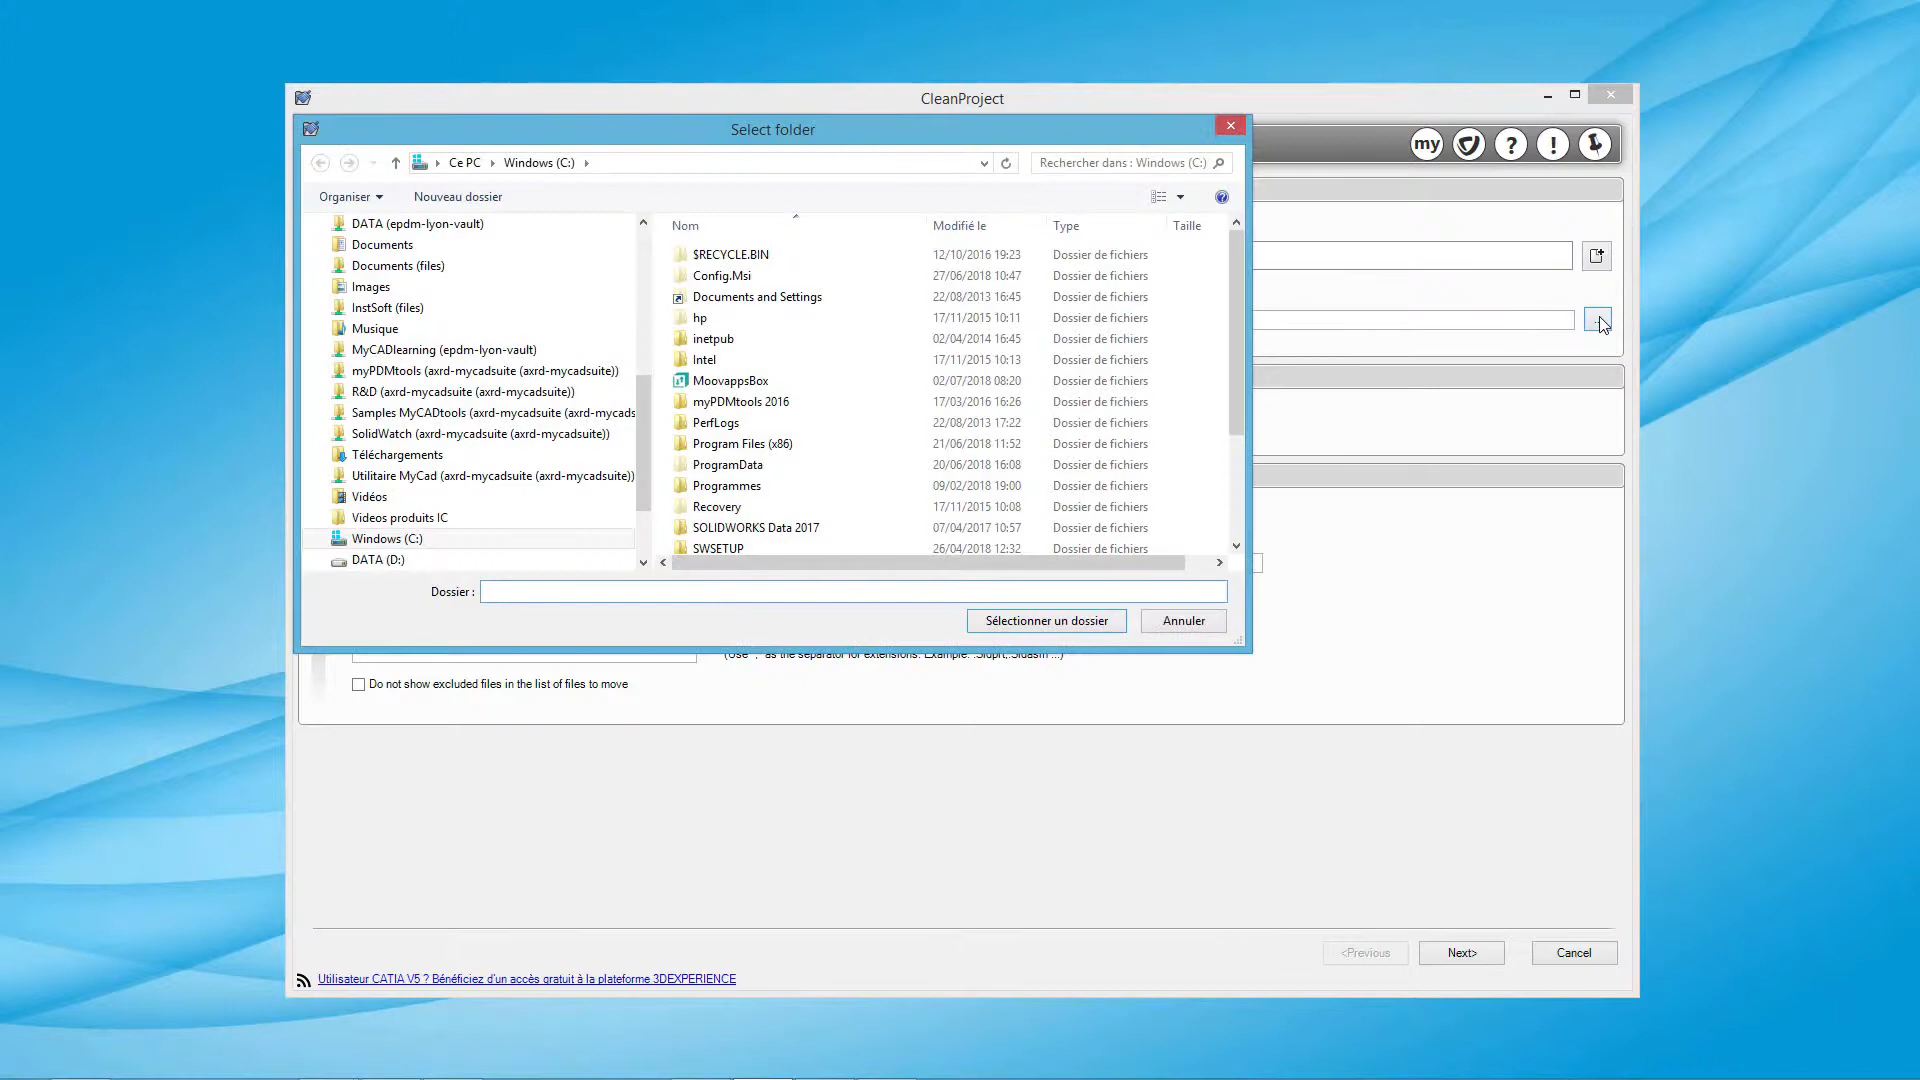 CleanProject
Select folder
my ? !
Ce PC Windows (C:) Rechercher dans : Windows (C:)
Organiser Nouveau dossier
DATA (epdm-lyon-vault)
Documents
Documents (files)
Images
InstSoft (files)
Musique
MyCADlearning (epdm-lyon-vault)
myPDMtools (axrd-mycadsuite (axrd-mycadsuite))
R&D (axrd-mycadsuite (axrd-mycadsuite))
Samples MyCADtools (axrd-mycadsuite (axrd-mycads
SolidWatch (axrd-mycadsuite (axrd-mycadsuite))
Téléchargements
Utilitaire MyCad (axrd-mycadsuite (axrd-mycadsuite))
Vidéos
Videos produits IC
Windows (C:)
DATA (D:)
Nom Modifié le Type Taille
$RECYCLE.BIN 12/10/2016 19:23 Dossier de fichiers
Config.Msi 27/06/2018 10:47 Dossier de fichiers
Documents and Settings 22/08/2013 16:45 Dossier de fichiers
hp 17/11/2015 10:11 Dossier de fichiers
inetpub 02/04/2014 16:45 Dossier de fichiers
Intel 17/11/2015 10:13 Dossier de fichiers
MoovappsBox 02/07/2018 08:20 Dossier de fichiers
myPDMtools 2016 17/03/2016 16:26 Dossier de fichiers
PerfLogs 22/08/2013 17:22 Dossier de fichiers
Program Files (x86) 21/06/2018 11:52 Dossier de fichiers
ProgramData 20/06/2018 16:08 Dossier de fichiers
Programmes 09/02/2018 19:00 Dossier de fichiers
Recovery 17/11/2015 10:08 Dossier de fichiers
SOLIDWORKS Data 2017 07/04/2017 10:57 Dossier de fichiers
SWSETUP 26/04/2018 12:32 Dossier de fichiers
Dossier :
Sélectionner un dossier Annuler
as the separator for extensions. Example:
Do not show excluded files in the list of files to move
<Previous Next> Cancel
Utilisateur CATIA V5 ? Bénéficiez d'un accès gratuit à la plateforme 3DEXPERIENCE